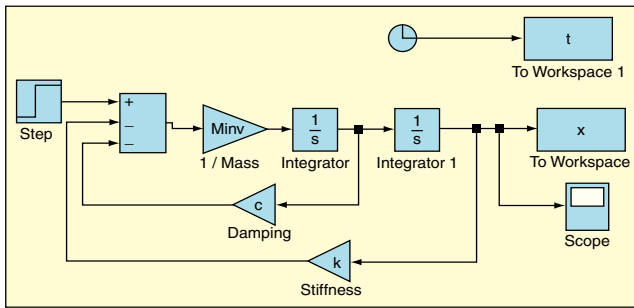 t
To Workspace 1
Step
+
−
−
Minv
1 / Mass
1
s
Integrator
1
s
Integrator 1
x
To Workspace
c
Damping
Scope
k
Stiffness